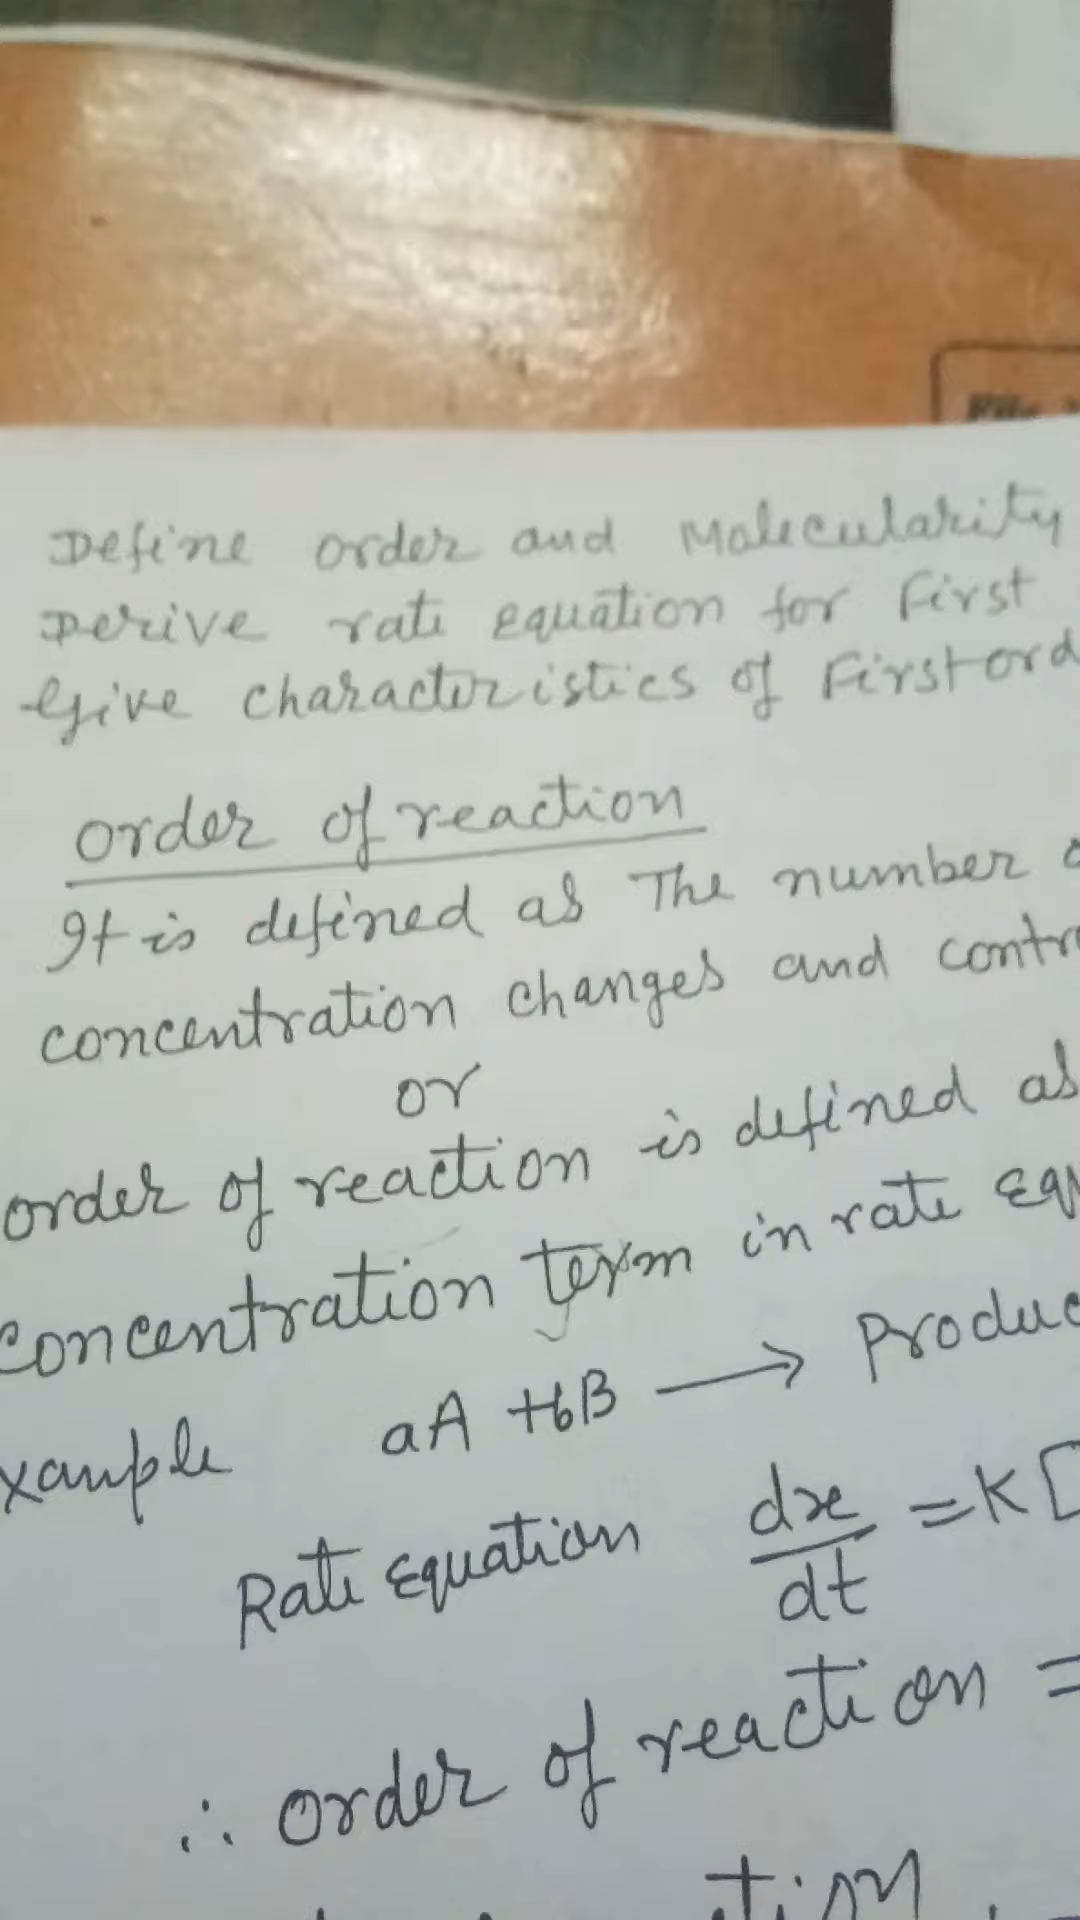 Define order and Molecularity
Derive rate equation for First
Give characteristics of First ord
order of reaction
It is defined as The number
concentration changes and contr
or
order of reaction is defined as
concentration term in rate Equ
xample aA + bB → Produc
Rate Equation dx/dt = K[
∴ order of reaction =